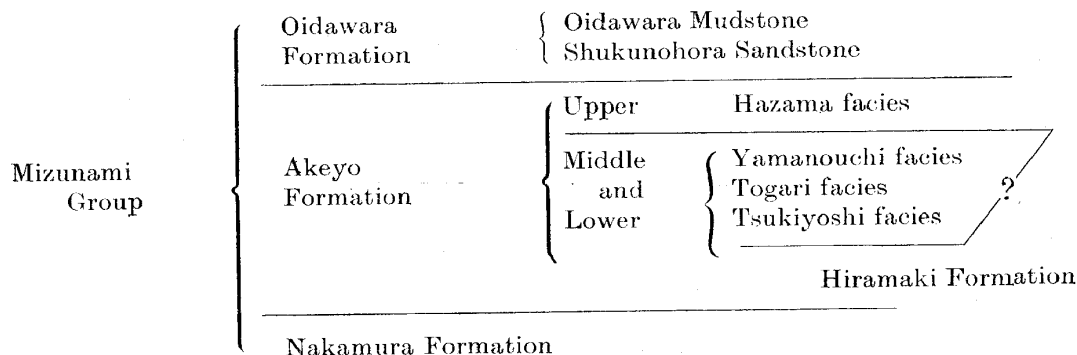 Oidawara Formation
Oidawara Mudstone
Shukunohora Sandstone
Mizunami Group
Akeyo Formation
Upper
Hazama facies
Middle and Lower
Yamanouchi facies
Togari facies
Tsukiyoshi facies
?
Hiramaki Formation
Nakamura Formation